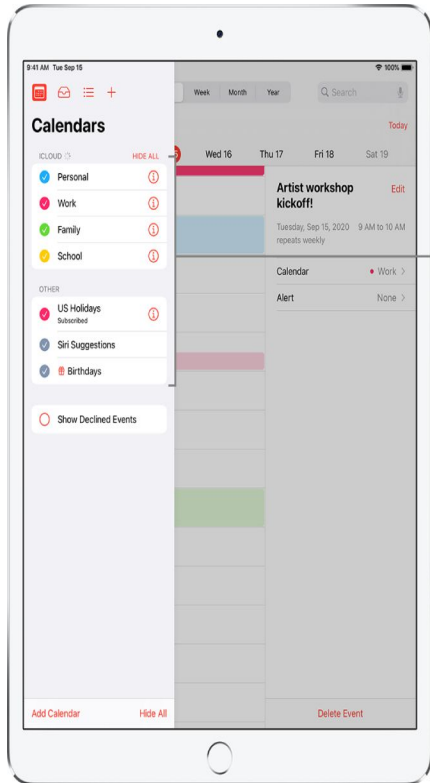 9:41 AM Tue Sep 15
100%
Week Month Year
Search
Calendars
Today
ICLOUD
HIDE ALL
Wed 16 Thu 17 Fri 18 Sat 19
Personal
Work
Family
School
OTHER
US Holidays
Subscribed
Siri Suggestions
Birthdays
Show Declined Events
Add Calendar
Hide All
Artist workshop
kickoff!
Edit
Tuesday, Sep 15, 2020 9 AM to 10 AM
repeats weekly
Calendar
Work
Alert
None
Delete Event